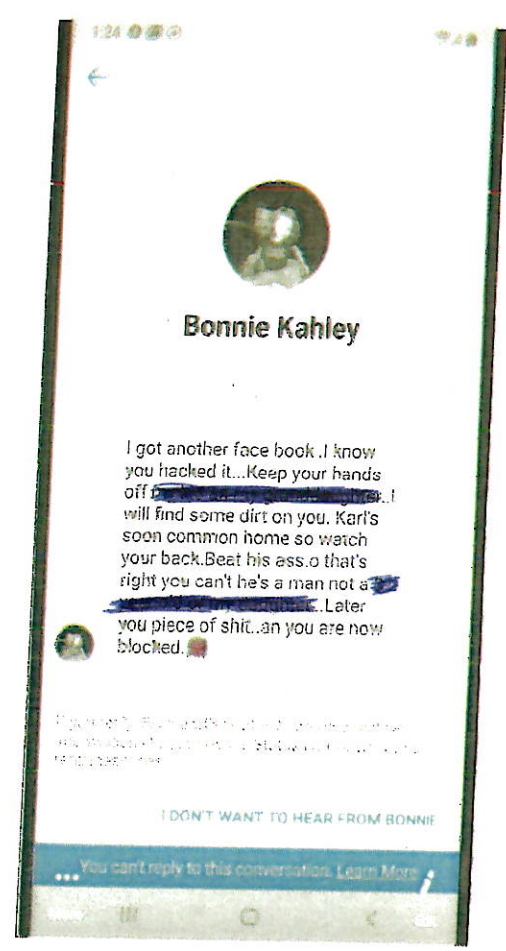 1:24
Bonnie Kahley
I got another face book .I know
you hacked it...Keep your hands
off
..I
will find some dirt on you. Karl's
soon common home so watch
your back.Beat his ass.o that's
right you can't he's a man not a
..Later
you piece of shit..an you are now
blocked.
I DON'T WANT TO HEAR FROM BONNIE
You can't reply to this conversation. Learn More